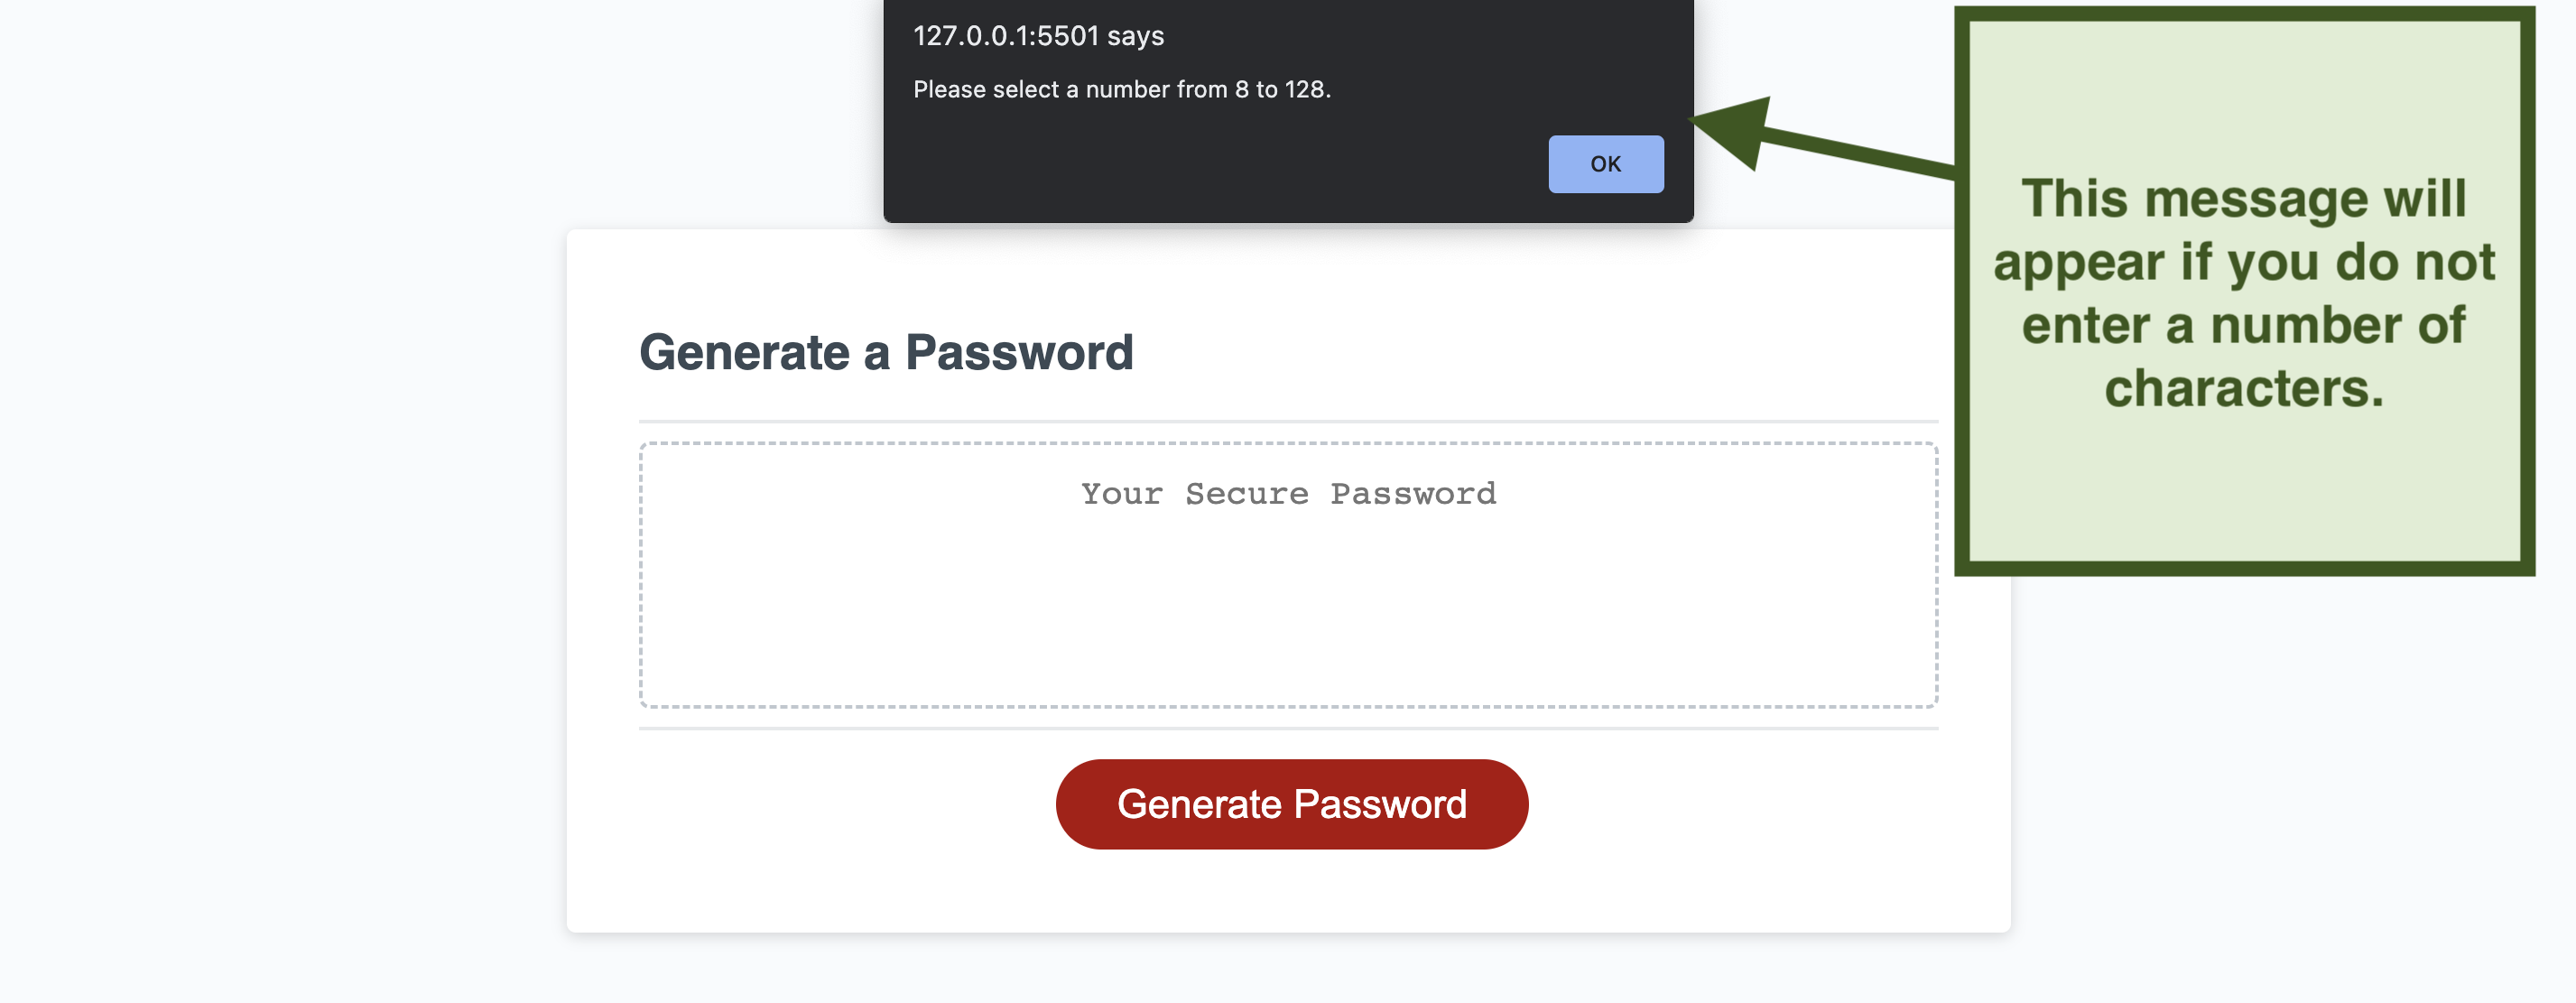 127.0.0.1:5501 says
Please select a number from 8 to 128.
OK
This message will
appear if you do not
enter a number of
characters.
Generate a Password
Your Secure Password
Generate Password